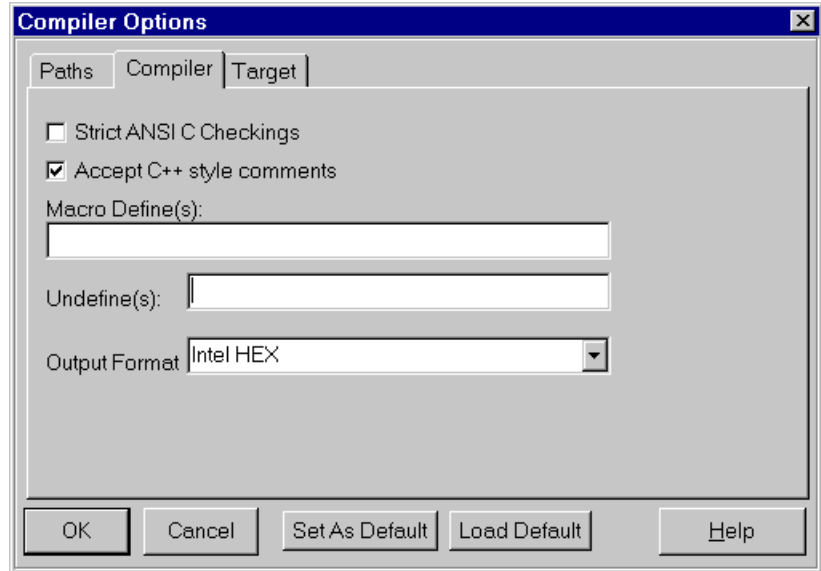 Compiler Options
Paths Compiler Target
Strict ANSI C Checkings
Accept C++ style comments
Macro Define(s):
Undefine(s):
Output Format Intel HEX
OK Cancel Set As Default Load Default Help